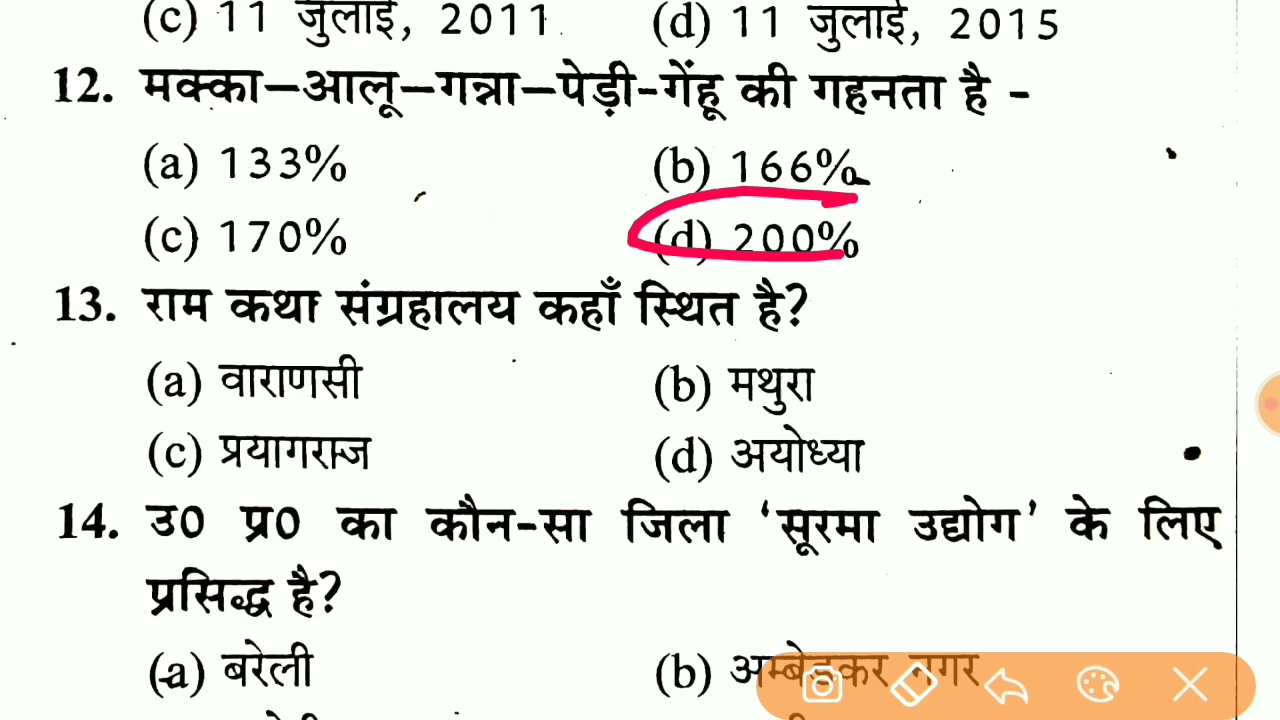 (c) 11 जुलाई, 2011 (d) 11 जुलाई, 2015
12. मक्का–आलू–गन्ना–पेड़ी-गेंहू की गहनता है -
(a) 133% (b) 166%
(c) 170% (d) 200%
13. राम कथा संग्रहालय कहाँ स्थित है?
(a) वाराणसी (b) मथुरा
(c) प्रयागराज (d) अयोध्या
14. उ0 प्र0 का कौन-सा जिला 'सूरमा उद्योग' के लिए
प्रसिद्ध है?
(a) बरेली (b) अम्बेडकर नगर